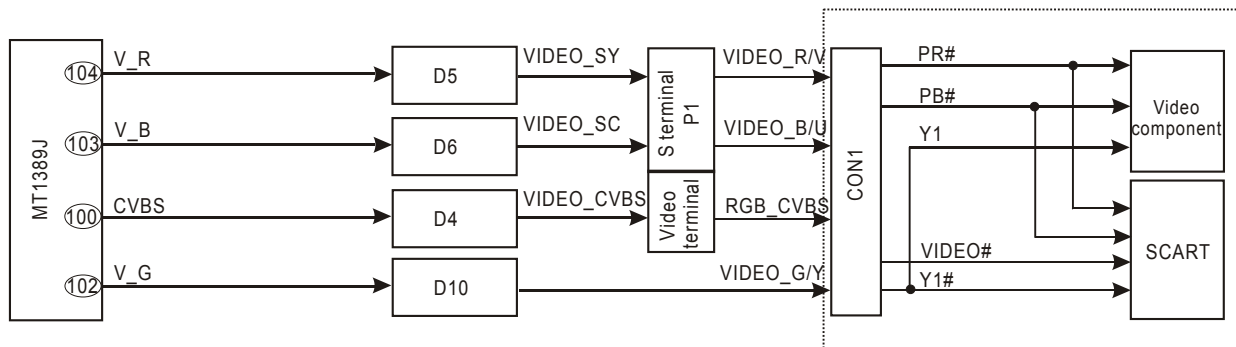 MT1389J
104
V_R
103
V_B
100
CVBS
102
V_G
D5
D6
D4
D10
VIDEO_SY
VIDEO_SC
VIDEO_CVBS
S terminal
P1
Video
terminal
VIDEO_R/V
VIDEO_B/U
RGB_CVBS
VIDEO_G/Y
CON1
PR#
PB#
Y1
VIDEO#
Y1#
Video
component
SCART